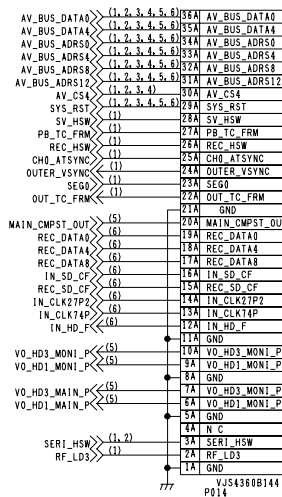 AV_BUS_DATA0 (1,2,3,4,5,6) 36A AV_BUS_DATA0
AV_BUS_DATA4 (1,2,3,4,5,6) 35A AV_BUS_DATA4
AV_BUS_ADRS0 (1,2,3,4,5,6) 34A AV_BUS_ADRS0
AV_BUS_ADRS4 (1,2,3,4,5,6) 33A AV_BUS_ADRS4
AV_BUS_ADRS8 (1,2,3,4,5,6) 32A AV_BUS_ADRS8
AV_BUS_ADRS12 (1,2,3,4,5,6) 31A AV_BUS_ADRS12
AV_CS4 (1,2,3,4) 30A AV_CS4
SYS_RST (1,2,3,4,5,6) 29A SYS_RST
SV_HSW (1) 28A SV_HSW
PB_TC_FRM (1) 27A PB_TC_FRM
REC_HSW (1) 26A REC_HSW
CH0_ATSYNC (1) 25A CH0_ATSYNC
OUTER_VSYNC (1) 24A OUTER_VSYNC
SEG0 (1) 23A SEG0
OUT_TC_FRM (1) 22A OUT_TC_FRM
21A GND
MAIN_CMPST_OUT (5) 20A MAIN_CMPST_OU
REC_DATA0 (6) 19A REC_DATA0
REC_DATA4 (6) 18A REC_DATA4
REC_DATA8 (6) 17A REC_DATA8
IN_SD_CF (6) 16A IN_SD_CF
REC_SD_CF (6) 15A REC_SD_CF
IN_CLK27P2 (6) 14A IN_CLK27P2
IN_CLK74P (6) 13A IN_CLK74P
IN_HD_F (6) 12A IN_HD_F
11A GND
VO_HD3_MONI_P (5) 10A VO_HD3_MONI_P
VO_HD1_MONI_P (5) 9A VO_HD1_MONI_P
8A GND
VO_HD3_MAIN_P (5) 7A VO_HD3_MONI_P
VO_HD1_MAIN_P (5) 6A VO_HD1_MONI_P
5A GND
4A N C
SERI_HSW (1,2) 3A SERI_HSW
RF_LD3 (1) 2A RF_LD3
1A GND
VJS4360B144
P014